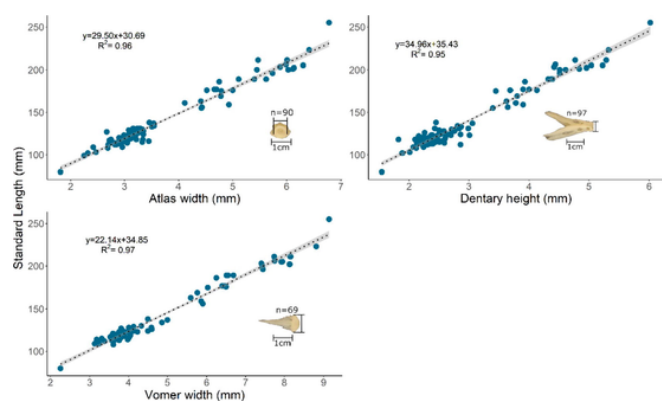 y=29.50x+30.69
R²= 0.96
n=90
1cm
250
200
150
100
2
3
4
5
6
7
Atlas width (mm)
y=34.96x+35.43
R²= 0.95
n=97
1cm
250
200
150
100
2
3
4
5
6
Dentary height (mm)
Standard Length (mm)
y=22.14x+34.85
R²= 0.97
n=69
1cm
250
200
150
100
2
3
4
5
6
7
8
9
Vomer width (mm)